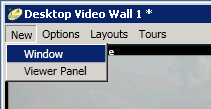 Desktop Video Wall 1 *
New Options Layouts Tours
Window
Viewer Panel